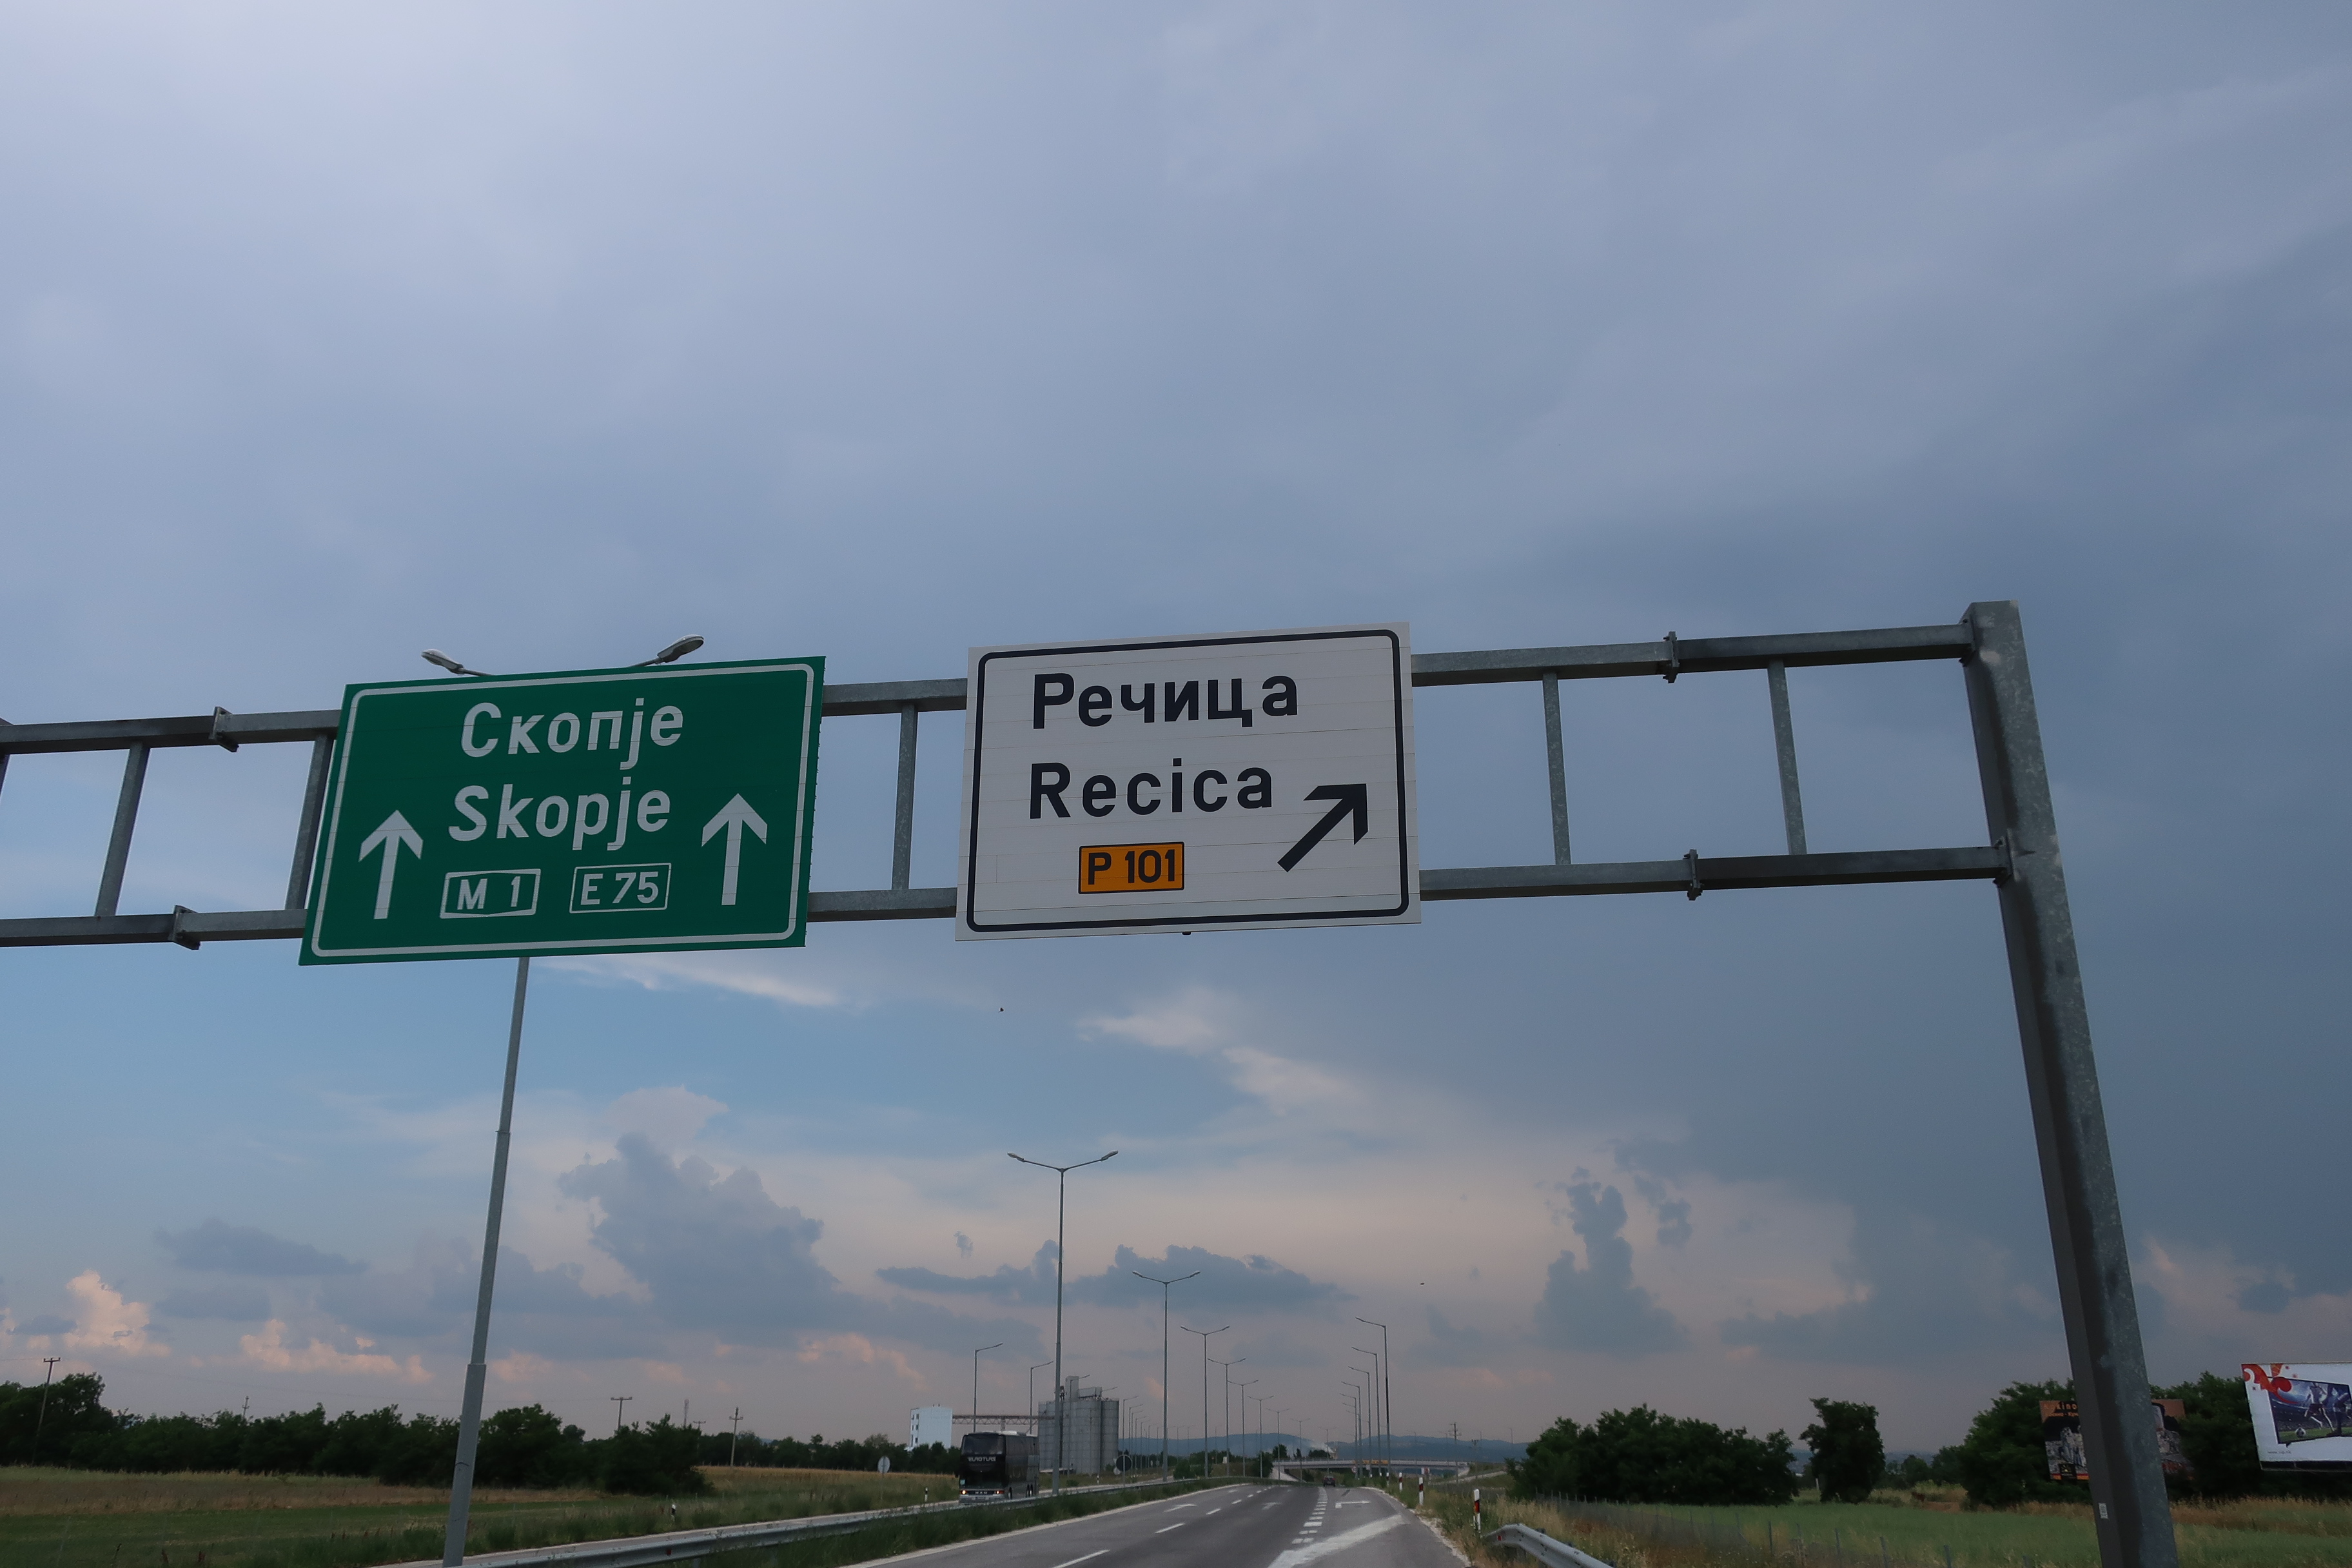 Скопје
Skopje
M 1 E 75
Речица
Recica
P 101